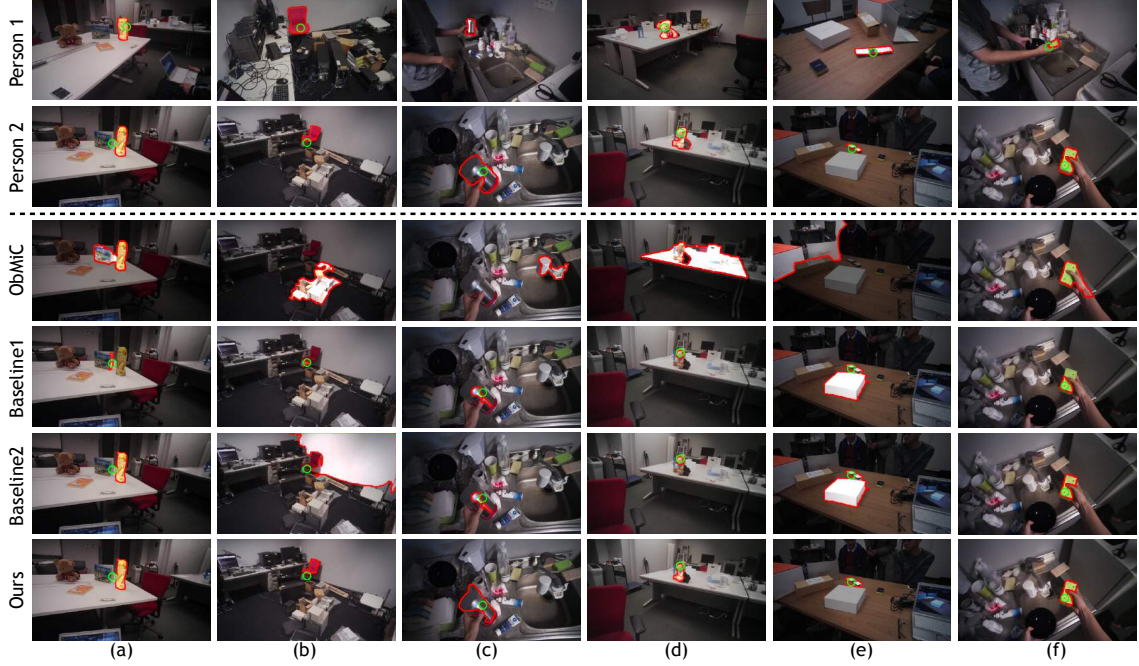 Person 1
Person 2
ObMiC
Baseline1
Baseline2
Ours
(a) (b) (c) (d) (e) (f)